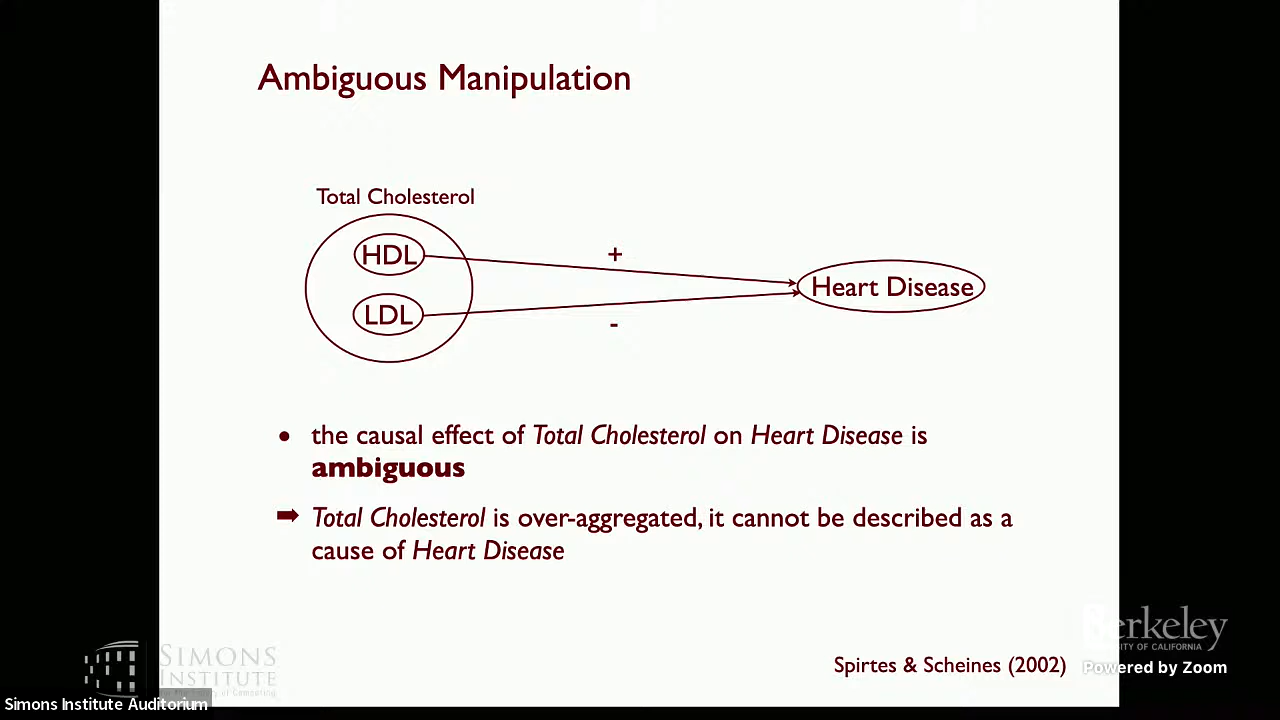 Ambiguous Manipulation
Total Cholesterol
HDL
+
Heart Disease
LDL
-
• the causal effect of Total Cholesterol on Heart Disease is
ambiguous
➡ Total Cholesterol is over-aggregated, it cannot be described as a
cause of Heart Disease
Spirtes & Scheines (2002)
Berkeley
Powered by Zoom
SIMONS
INSTITUTE
Simons Institute Auditorium